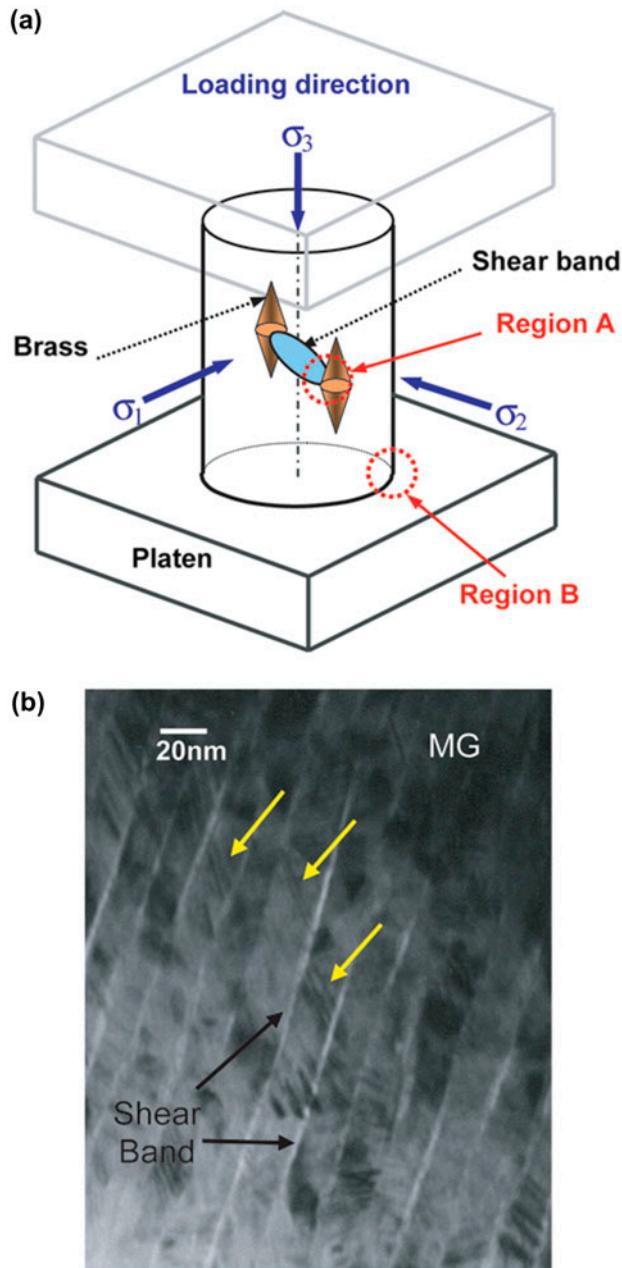 (a)
Loading direction
σ3
Shear band
Brass
Region A
σ1
σ2
Platen
Region B
(b)
20nm
MG
Shear
Band